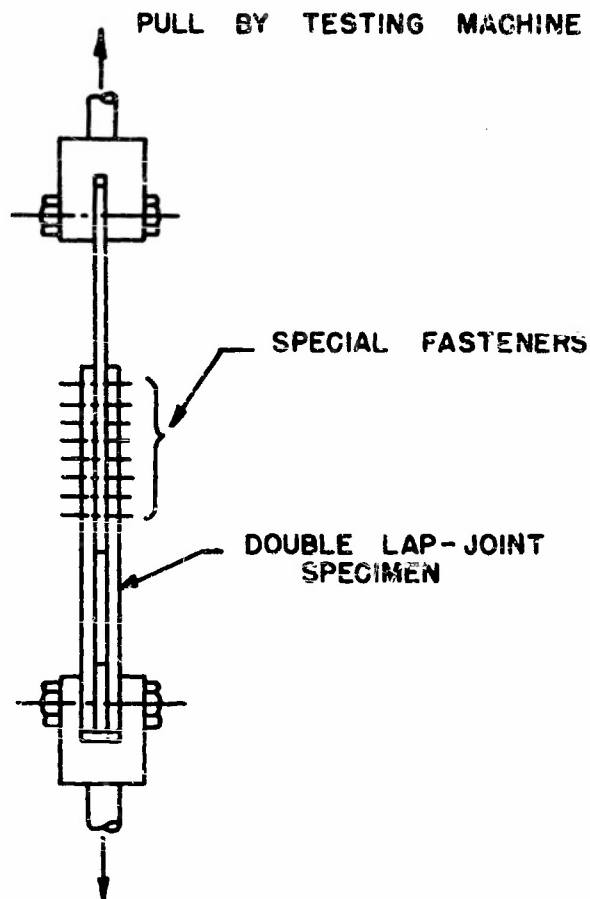 PULL BY TESTING MACHINE
SPECIAL FASTENERS
DOUBLE LAP-JOINT
SPECIMEN